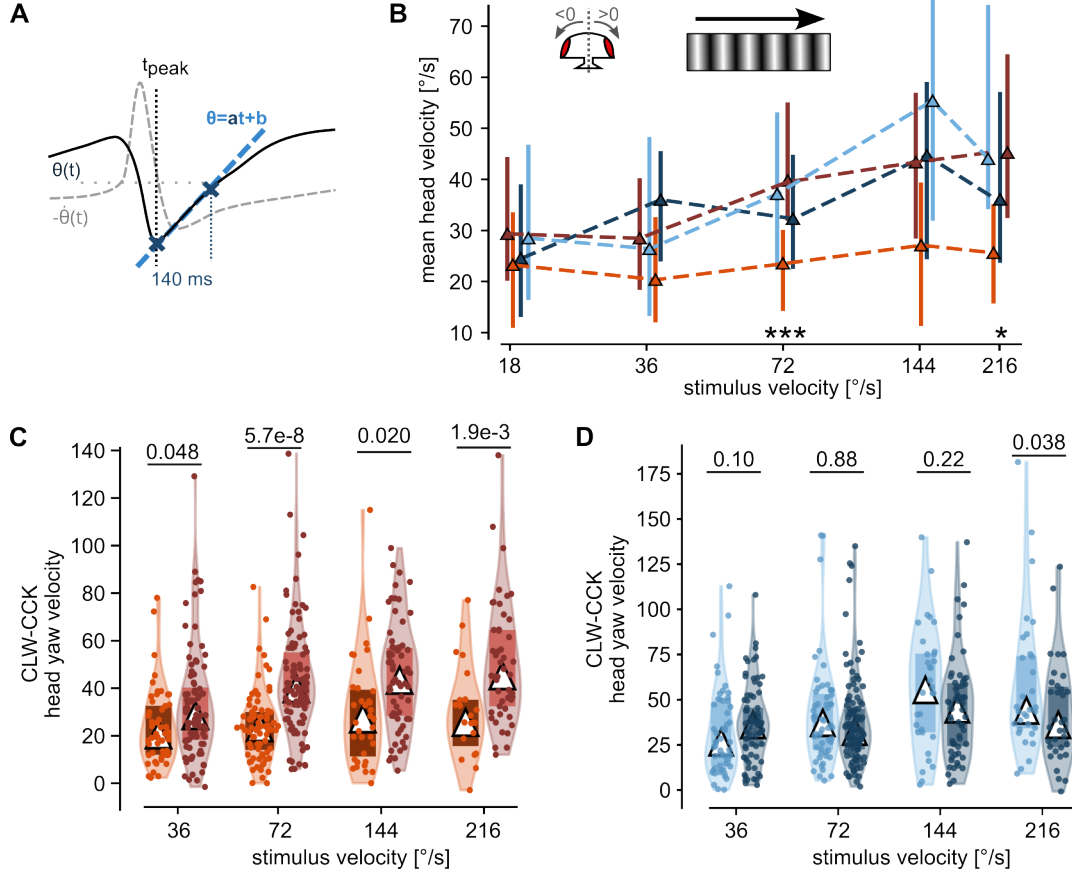 A
t_peak
θ=at+b
θ(t)
-θ̇(t)
140 ms
B
<0 >0
mean head velocity [°/s]
70
60
50
40
30
20
10
*** *
18 36 72 144 216
stimulus velocity [°/s]
C
CLW-CCK
head yaw velocity
0.048 5.7e-8 0.020 1.9e-3
140
120
100
80
60
40
20
0
36 72 144 216
stimulus velocity [°/s]
D
CLW-CCK
head yaw velocity
0.10 0.88 0.22 0.038
175
150
125
100
75
50
25
0
36 72 144 216
stimulus velocity [°/s]